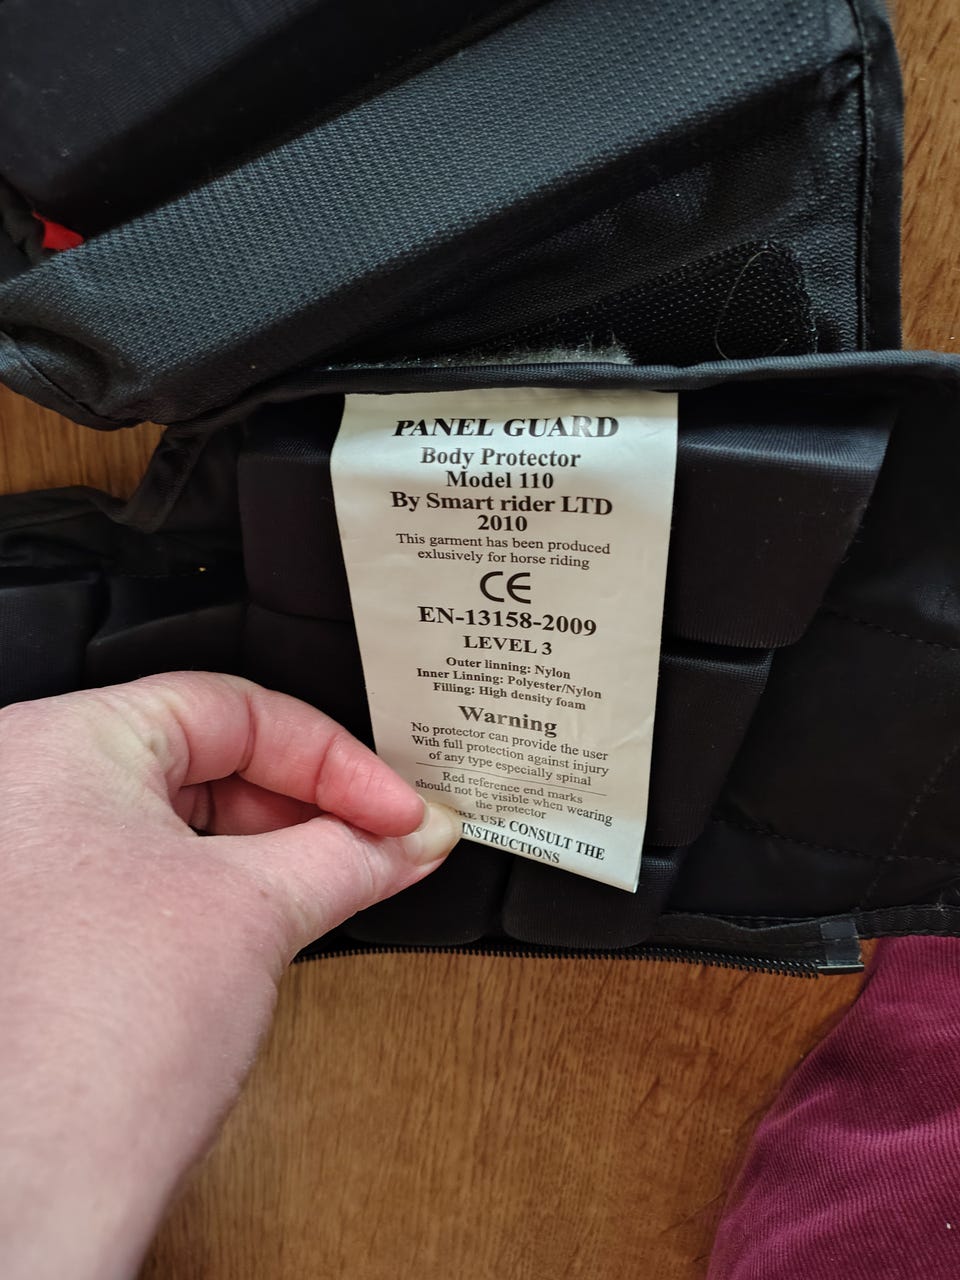 PANEL GUARD
Body Protector
Model 110
By Smart rider LTD
2010
This garment has been produced
exlusively for horse riding
CE
EN-13158-2009
LEVEL 3
Outer linning: Nylon
Inner Linning: Polyester/Nylon
Filling: High density foam
Warning
No protector can provide the user
With full protection against injury
of any type especially spinal
Red reference end marks
should not be visible when wearing
the protector
USE CONSULT THE
INSTRUCTIONS